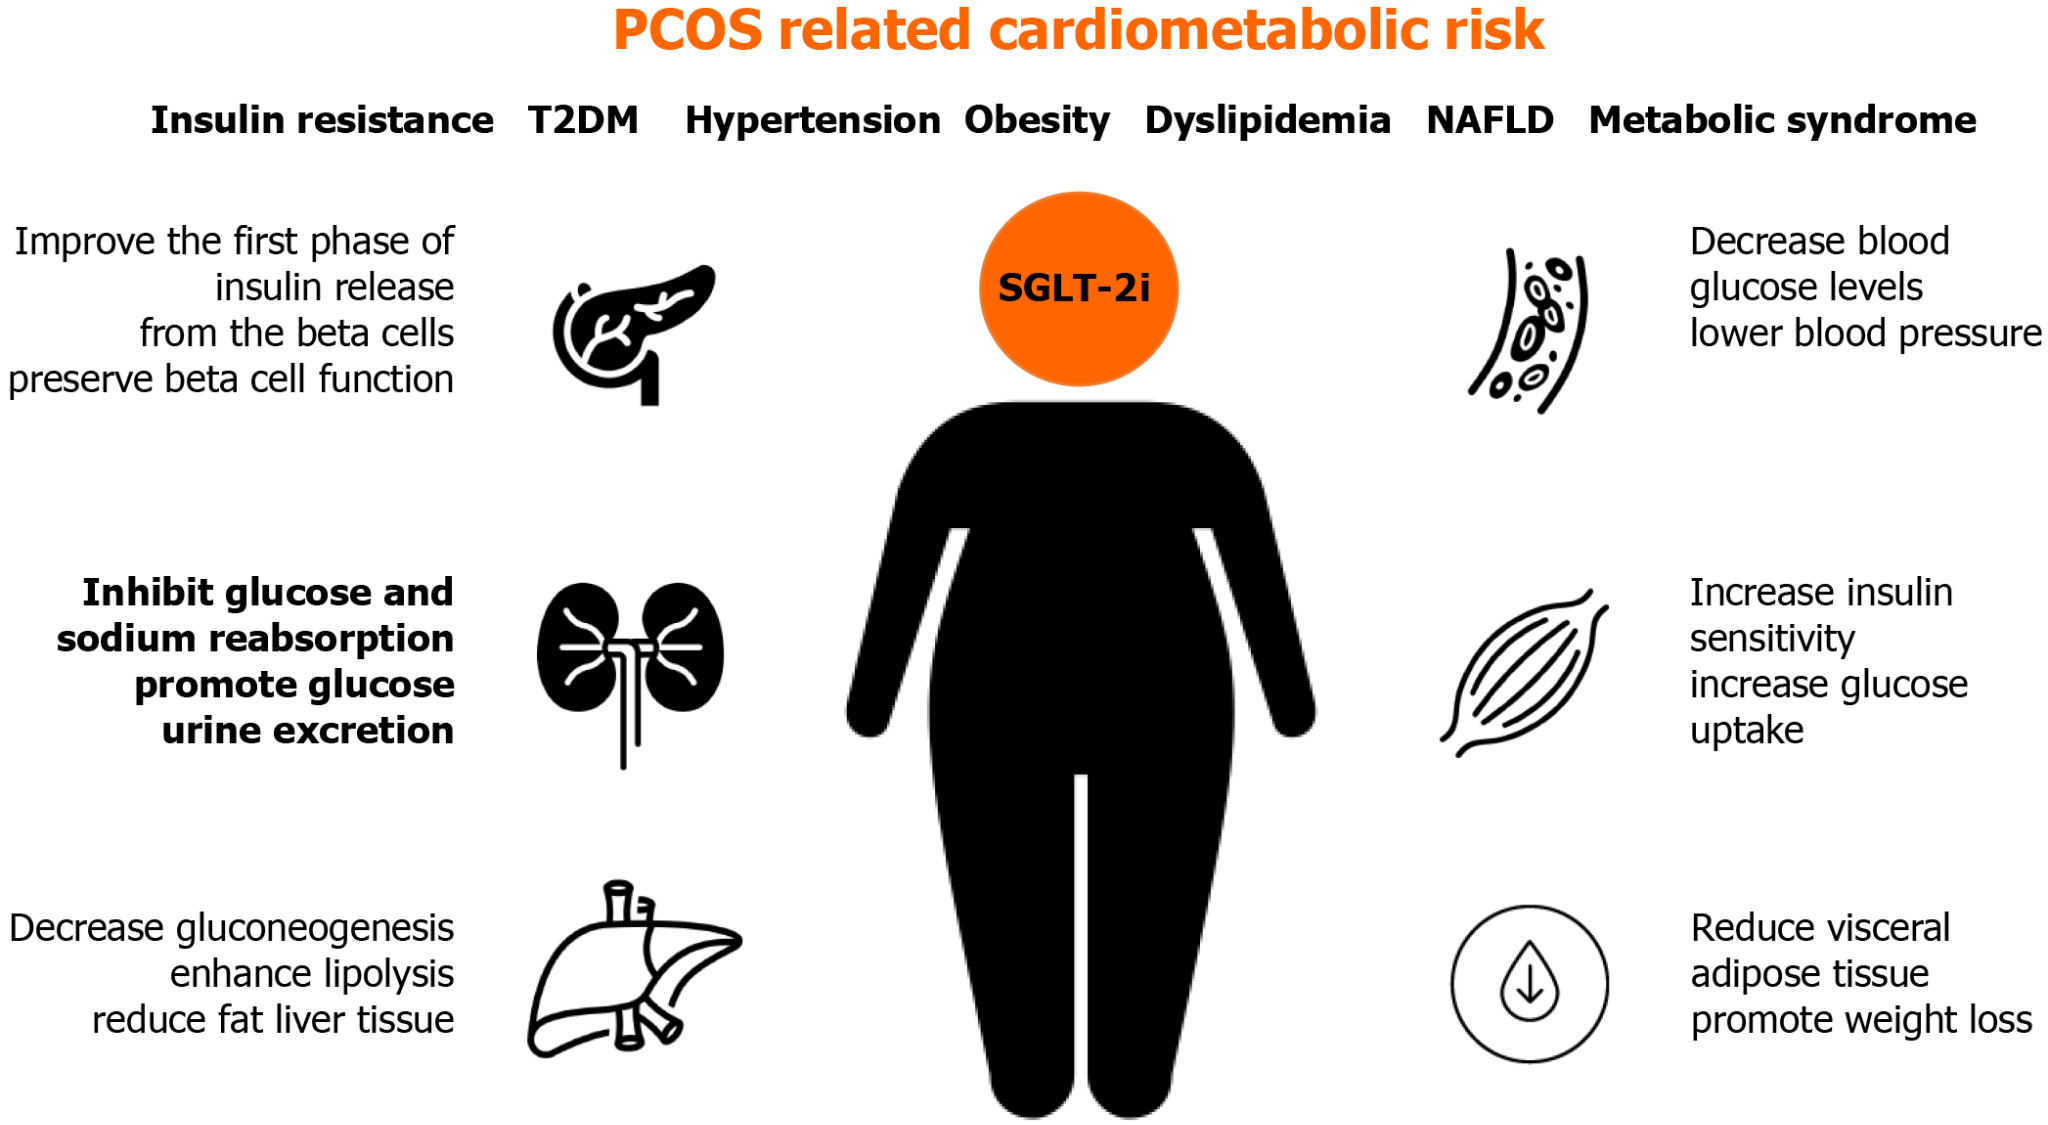 PCOS related cardiometabolic risk
Insulin resistance T2DM Hypertension Obesity Dyslipidemia NAFLD Metabolic syndrome
Improve the first phase of
insulin release
from the beta cells
preserve beta cell function
SGLT-2i
Decrease blood
glucose levels
lower blood pressure
Inhibit glucose and
sodium reabsorption
promote glucose
urine excretion
Increase insulin
sensitivity
increase glucose
uptake
Decrease gluconeogenesis
enhance lipolysis
reduce fat liver tissue
Reduce visceral
adipose tissue
promote weight loss